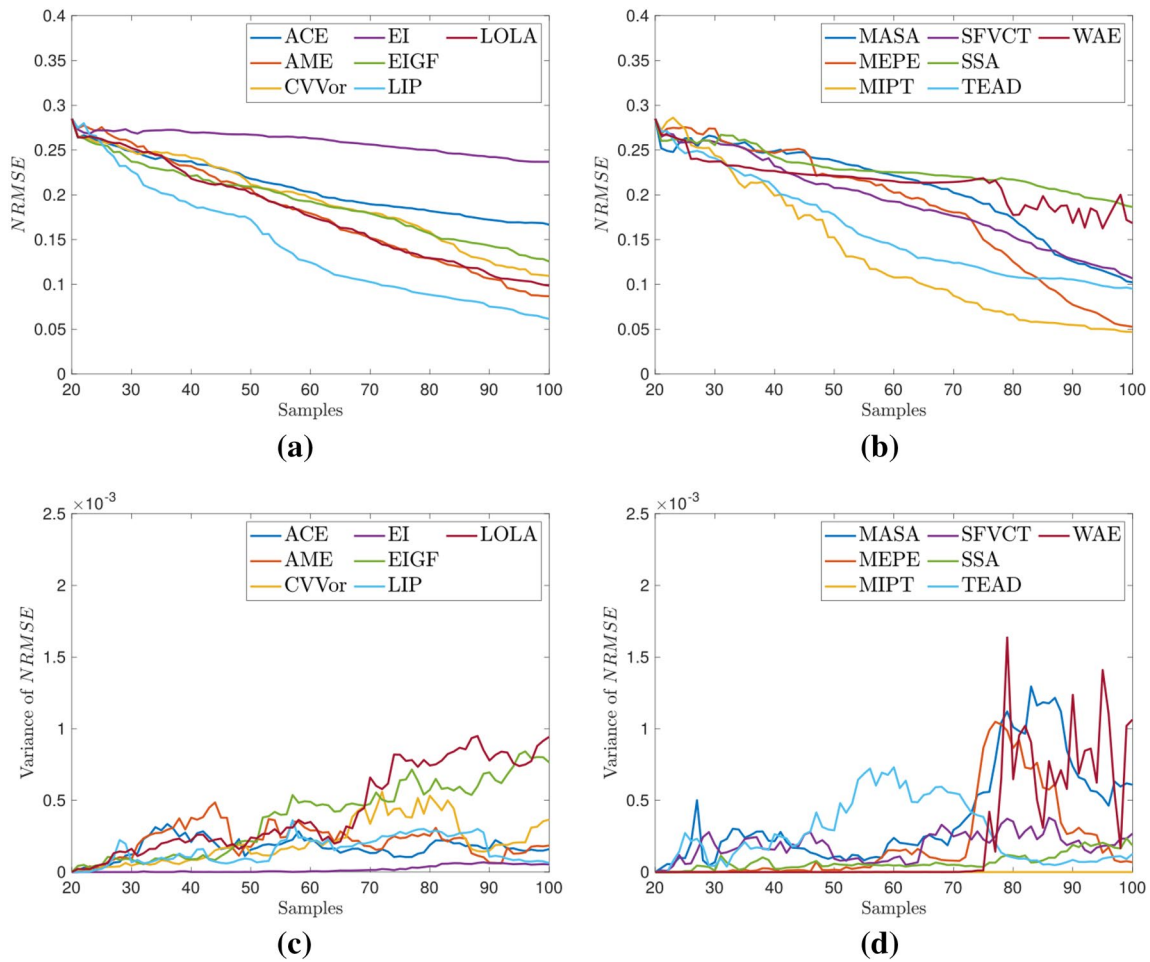 0.4
0.35
0.3
0.25
0.2
0.15
0.1
0.05
0
NRMSE
ACE EI LOLA
AME EIGF
CVVor LIP
20 30 40 50 60 70 80 90 100
Samples
(a)
0.4
0.35
0.3
0.25
0.2
0.15
0.1
0.05
0
NRMSE
MASA SFVCT WAE
MEPE SSA
MIPT TEAD
20 30 40 50 60 70 80 90 100
Samples
(b)
×10⁻³
2.5
2
1.5
1
0.5
0
Variance of NRMSE
ACE EI LOLA
AME EIGF
CVVor LIP
20 30 40 50 60 70 80 90 100
Samples
(c)
×10⁻³
2.5
2
1.5
1
0.5
0
Variance of NRMSE
MASA SFVCT WAE
MEPE SSA
MIPT TEAD
20 30 40 50 60 70 80 90 100
Samples
(d)